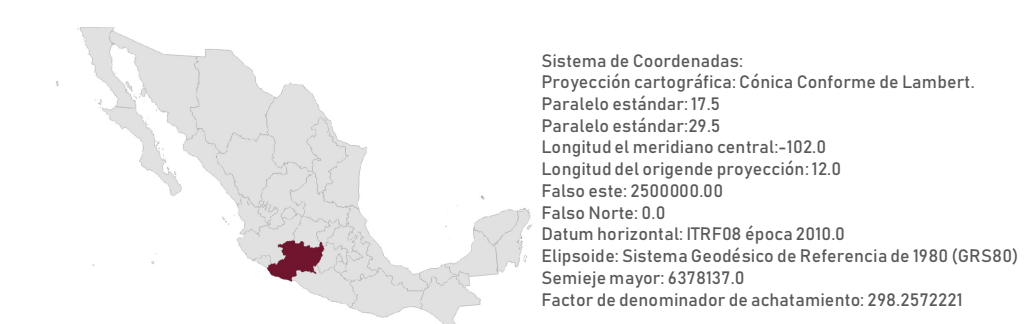 Sistema de Coordenadas:
Proyección cartográfica: Cónica Conforme de Lambert.
Paralelo estándar: 17.5
Paralelo estándar:29.5
Longitud el meridiano central:-102.0
Longitud del origende proyección: 12.0
Falso este: 2500000.00
Falso Norte: 0.0
Datum horizontal: ITRF08 época 2010.0
Elipsoide: Sistema Geodésico de Referencia de 1980 (GRS80)
Semieje mayor: 6378137.0
Factor de denominador de achatamiento: 298.2572221